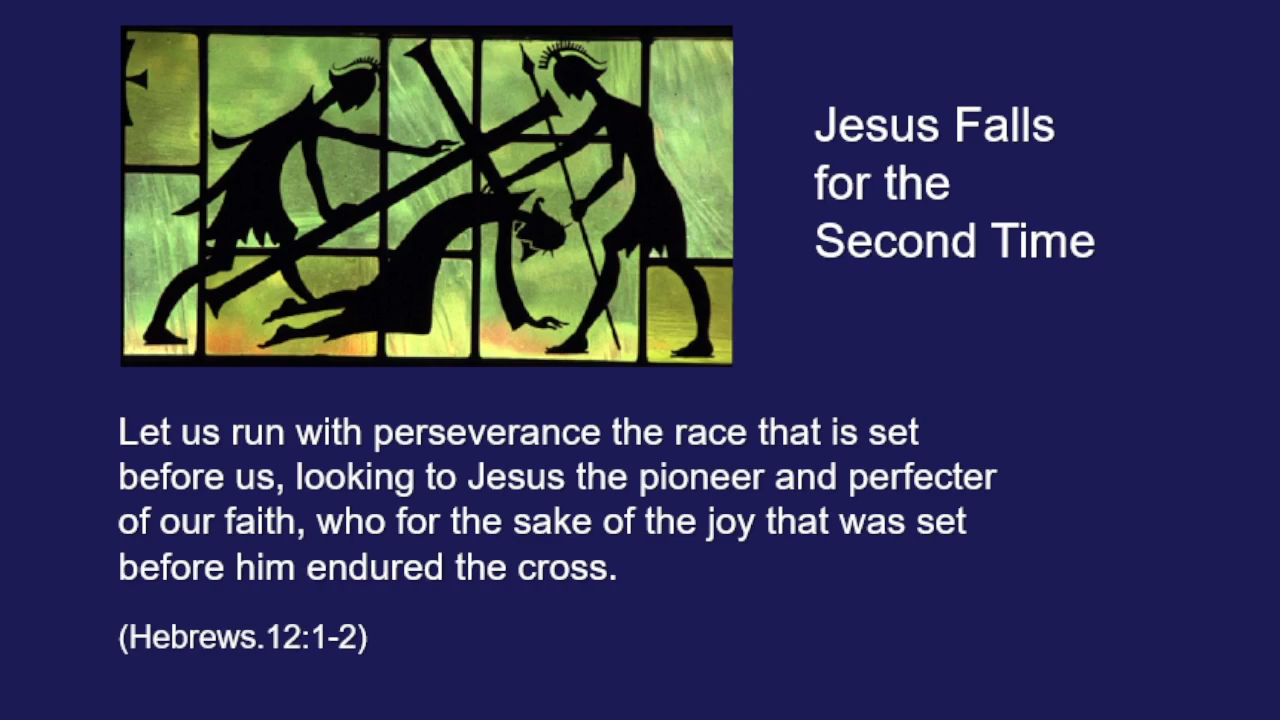 Jesus Falls
for the
Second Time
Let us run with perseverance the race that is set
before us, looking to Jesus the pioneer and perfecter
of our faith, who for the sake of the joy that was set
before him endured the cross.
(Hebrews.12:1-2)